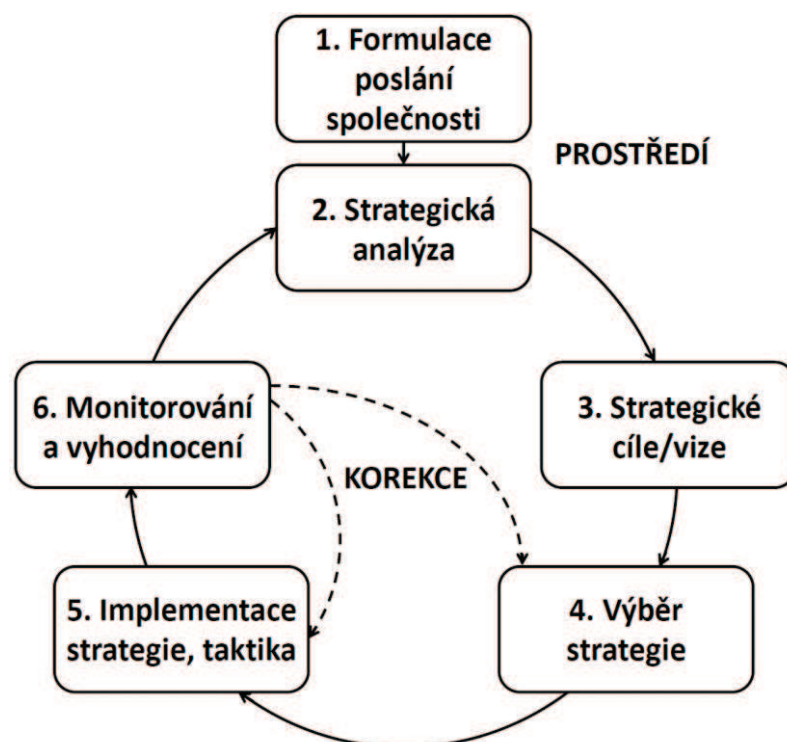 1. Formulace
poslání
společnosti
PROSTŘEDÍ
2. Strategická
analýza
6. Monitorování
a vyhodnocení
3. Strategické
cíle/vize
KOREKCE
5. Implementace
strategie, taktika
4. Výběr
strategie